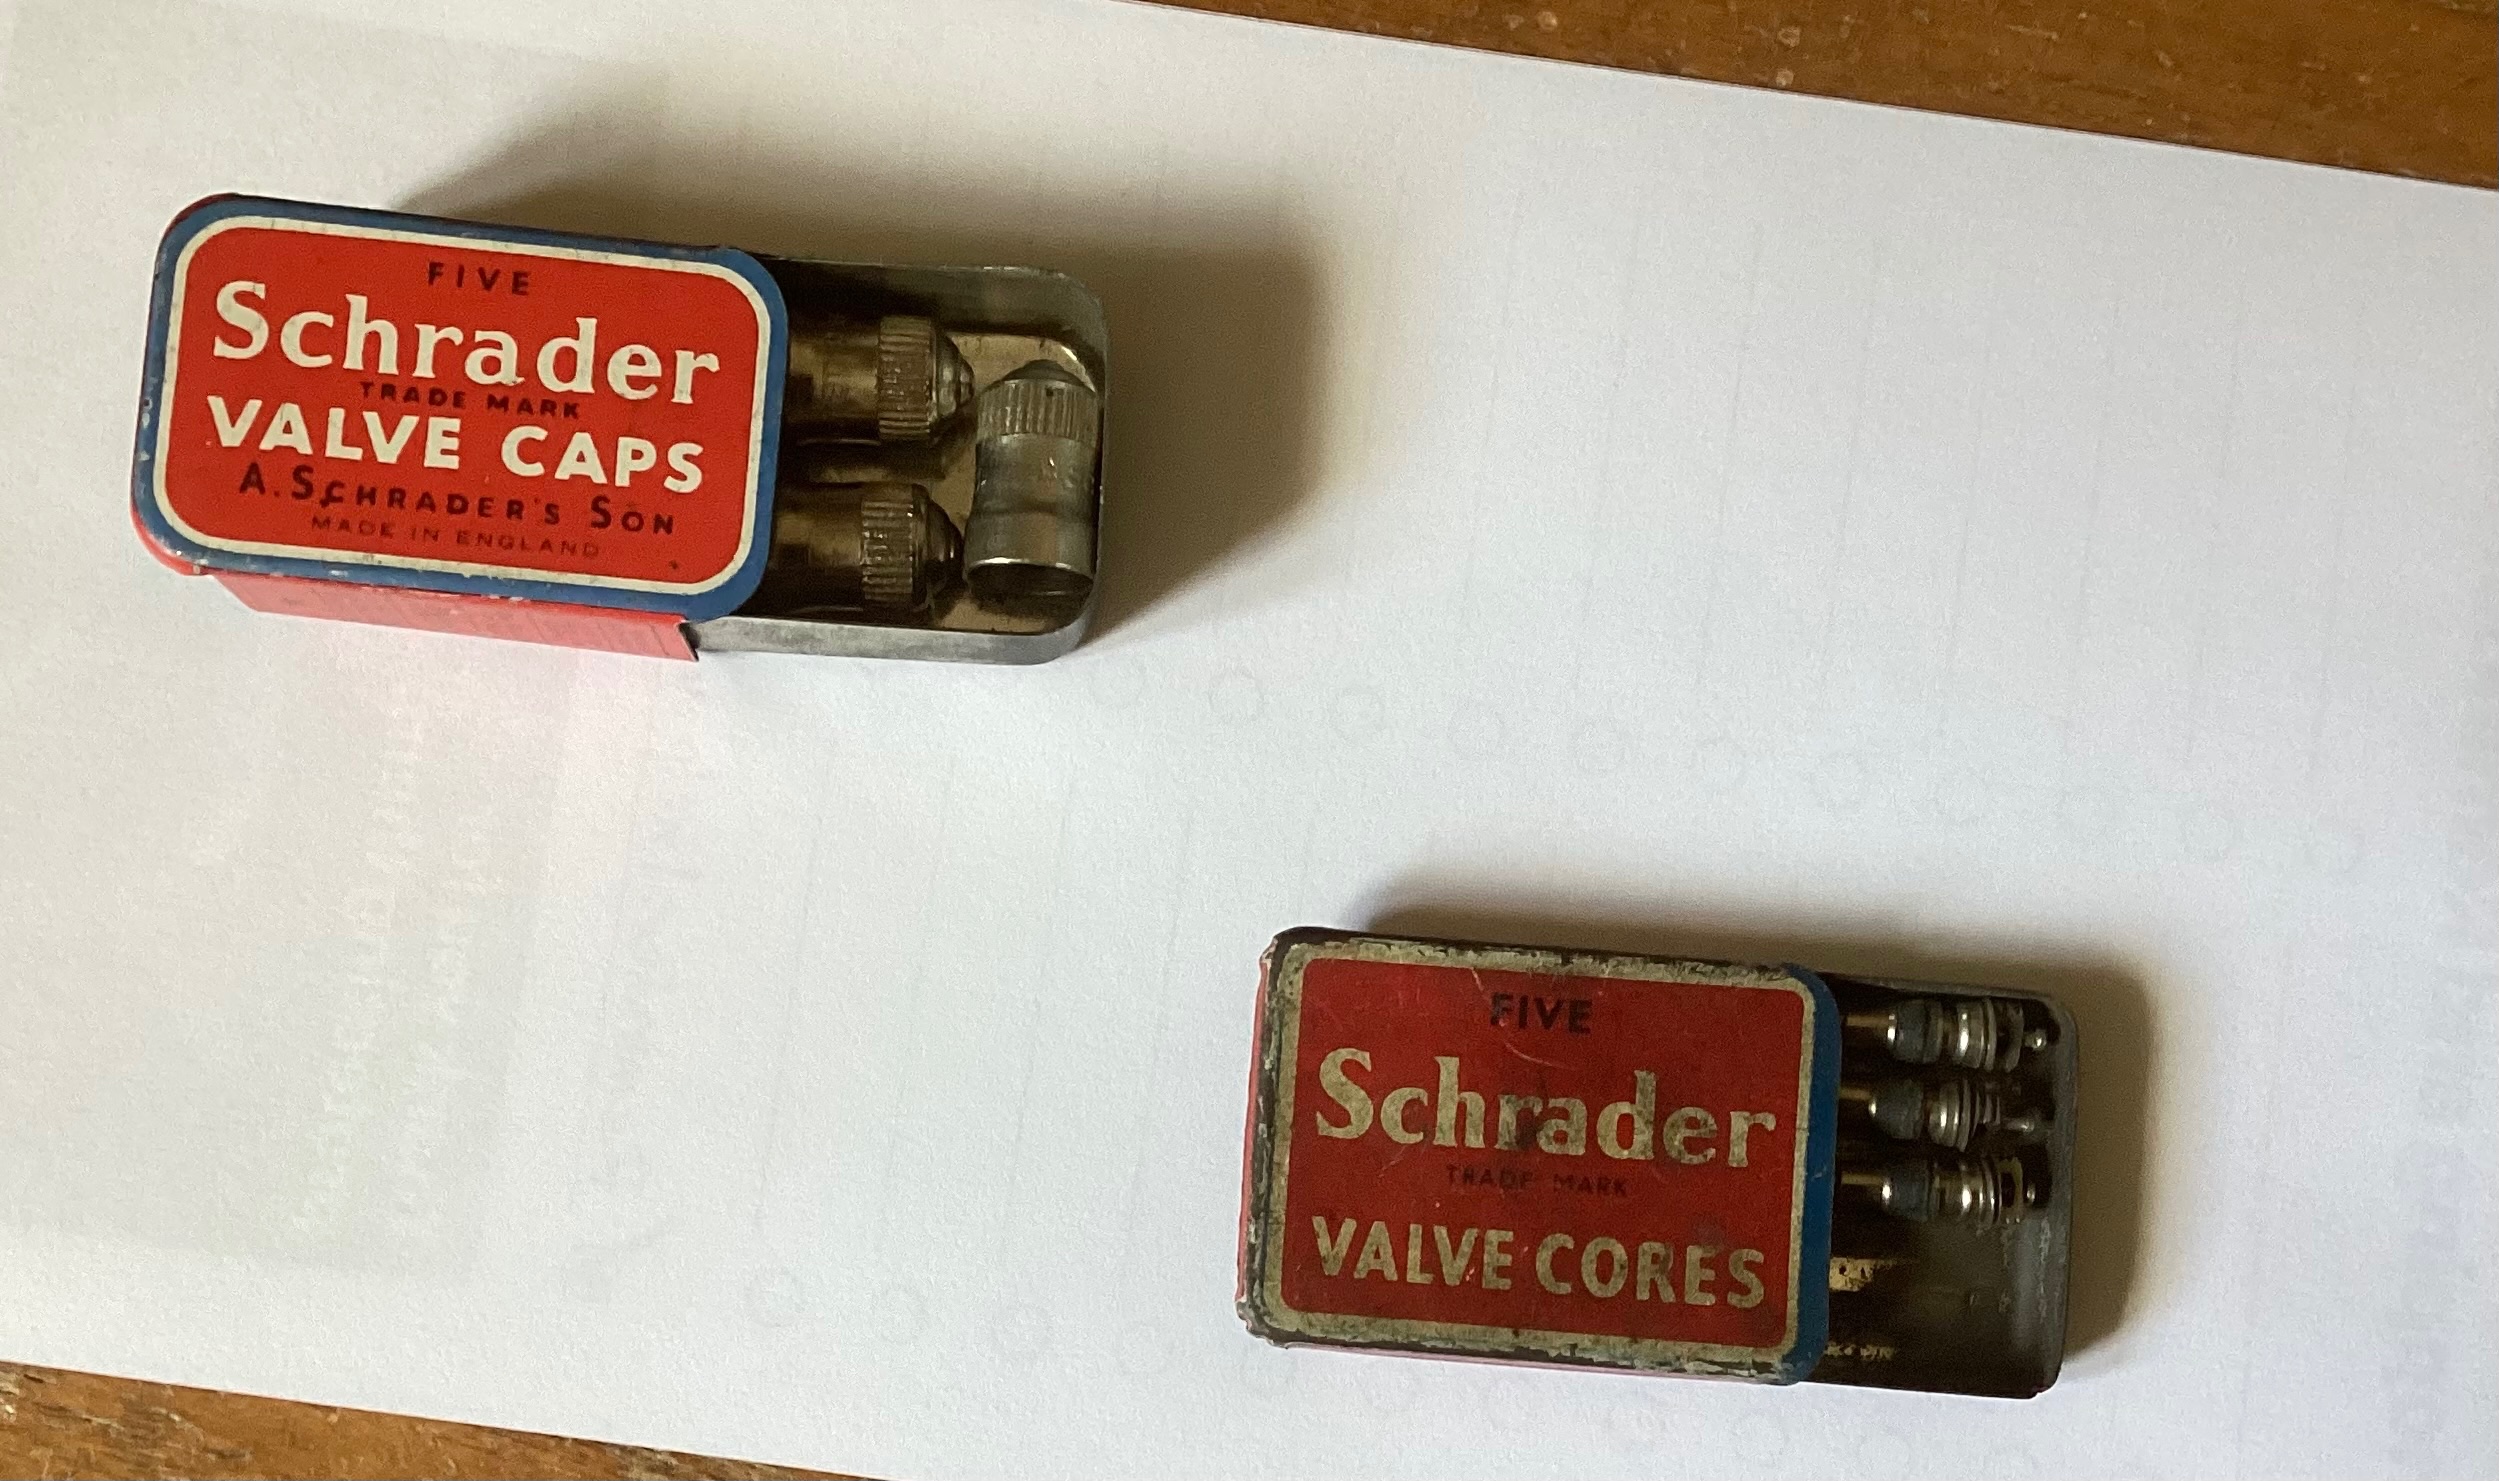 FIVE
Schrader
TRADE MARK
VALVE CAPS
A. SCHRADER'S SON
MADE IN ENGLAND
FIVE
Schrader
TRADE MARK
VALVE CORES